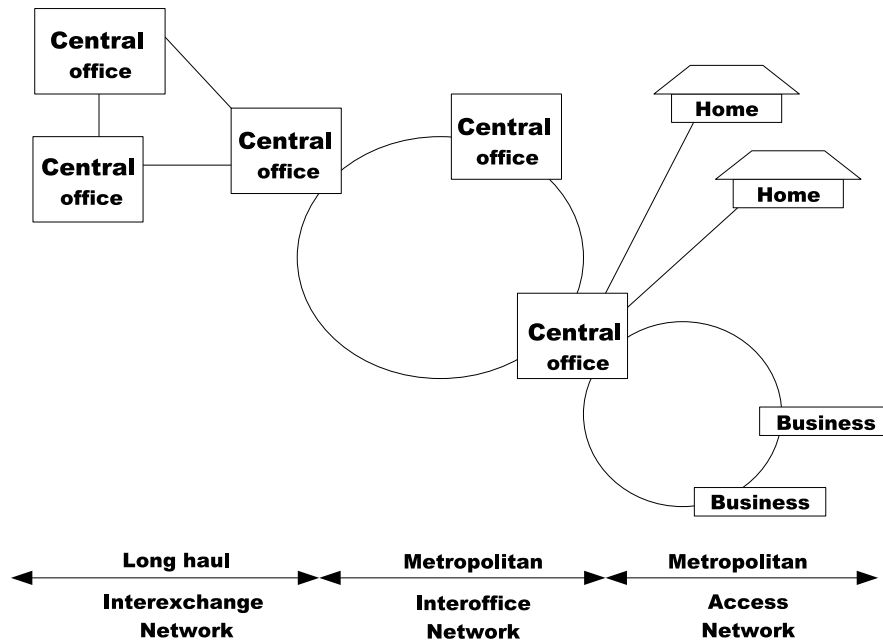 Central
office
Central
office
Central
office
Central
office
Home
Home
Central
office
Business
Business
Long haul
Interexchange
Network
Metropolitan
Interoffice
Network
Metropolitan
Access
Network